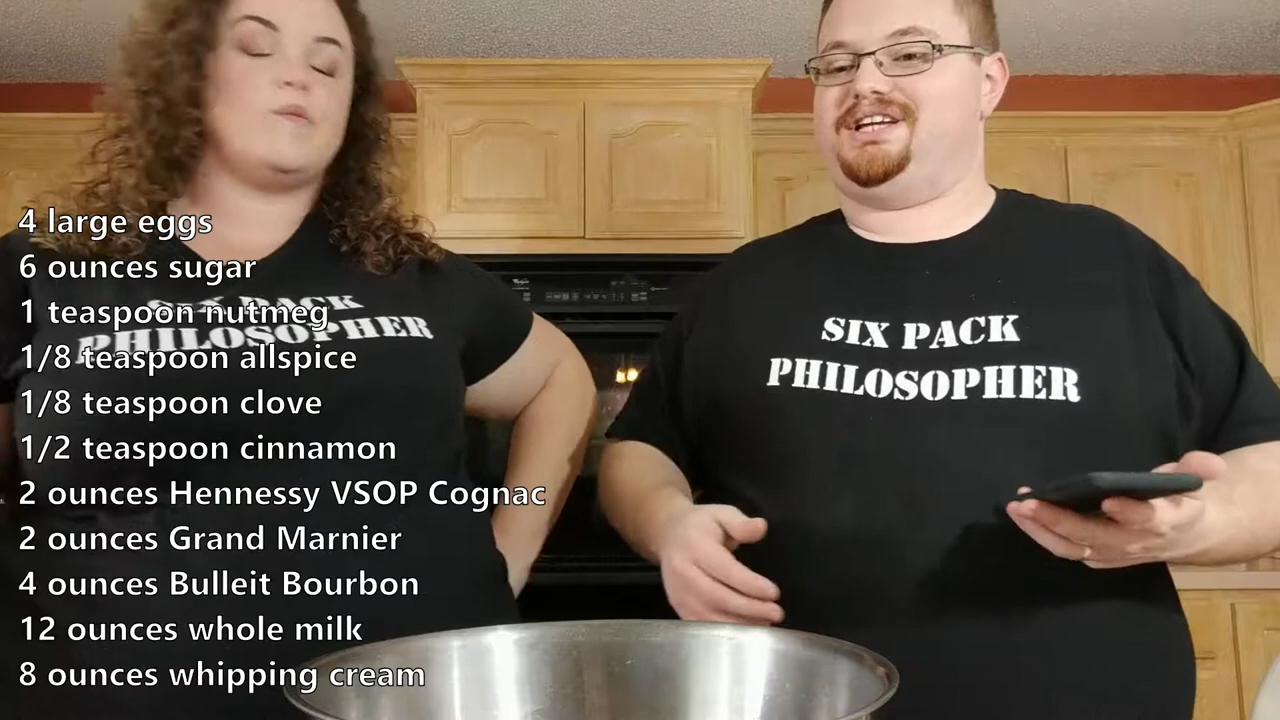 4 large eggs
6 ounces sugar
1 teaspoon nutmeg
1/8 teaspoon allspice
1/8 teaspoon clove
1/2 teaspoon cinnamon
2 ounces Hennessy VSOP Cognac
2 ounces Grand Marnier
4 ounces Bulleit Bourbon
12 ounces whole milk
8 ounces whipping cream
SIX PACK
PHILOSOPHER
SIX PACK
PHILOSOPHER